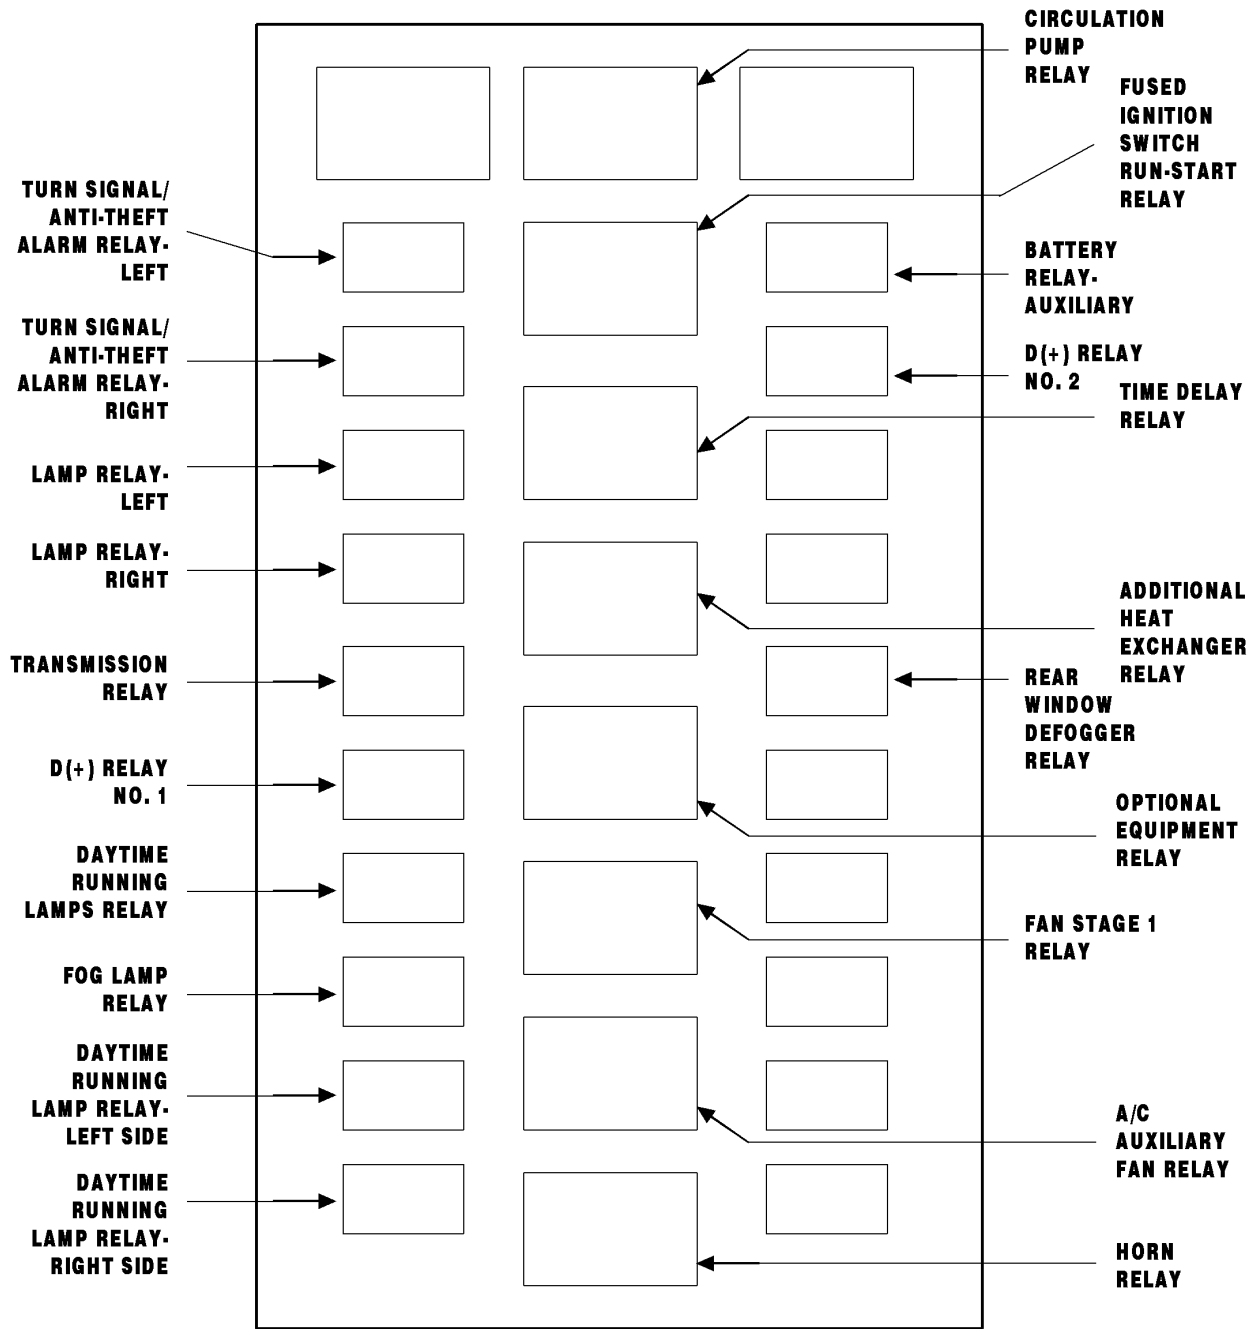 CIRCULATION
PUMP
RELAY
FUSED
IGNITION
SWITCH
RUN-START
RELAY
TURN SIGNAL/
ANTI-THEFT
ALARM RELAY-
LEFT
BATTERY
RELAY-
AUXILIARY
TURN SIGNAL/
ANTI-THEFT
ALARM RELAY-
RIGHT
D(+) RELAY
NO. 2
TIME DELAY
RELAY
LAMP RELAY-
LEFT
LAMP RELAY-
RIGHT
ADDITIONAL
HEAT
EXCHANGER
RELAY
TRANSMISSION
RELAY
REAR
WINDOW
DEFOGGER
RELAY
D(+) RELAY
NO. 1
OPTIONAL
EQUIPMENT
RELAY
DAYTIME
RUNNING
LAMPS RELAY
FAN STAGE 1
RELAY
FOG LAMP
RELAY
DAYTIME
RUNNING
LAMP RELAY-
LEFT SIDE
A/C
AUXILIARY
FAN RELAY
DAYTIME
RUNNING
LAMP RELAY-
RIGHT SIDE
HORN
RELAY